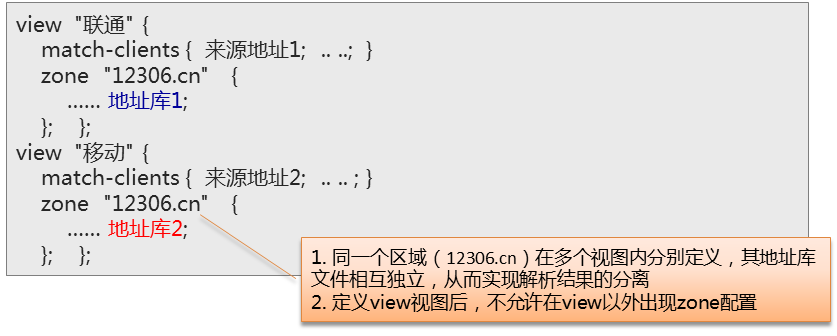 view "联通" {
match-clients { 来源地址1; .. ..; }
zone "12306.cn" {
…… 地址库1;
}; };
view "移动" {
match-clients { 来源地址2; .. .. ; }
zone "12306.cn" {
…… 地址库2;
}; };
1. 同一个区域（12306.cn）在多个视图内分别定义，其地址库
文件相互独立，从而实现解析结果的分离
2. 定义view视图后，不允许在view以外出现zone配置